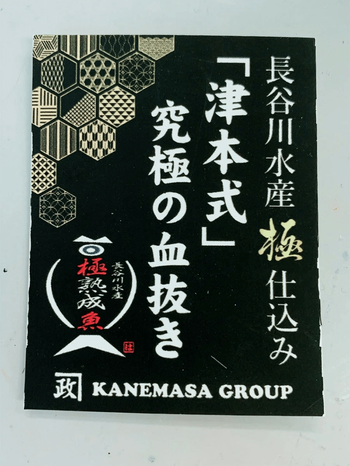 長谷川水産 極 仕込み
「津本式」
究極の血抜き
長谷川水産
極熟成魚
政 KANEMASA GROUP